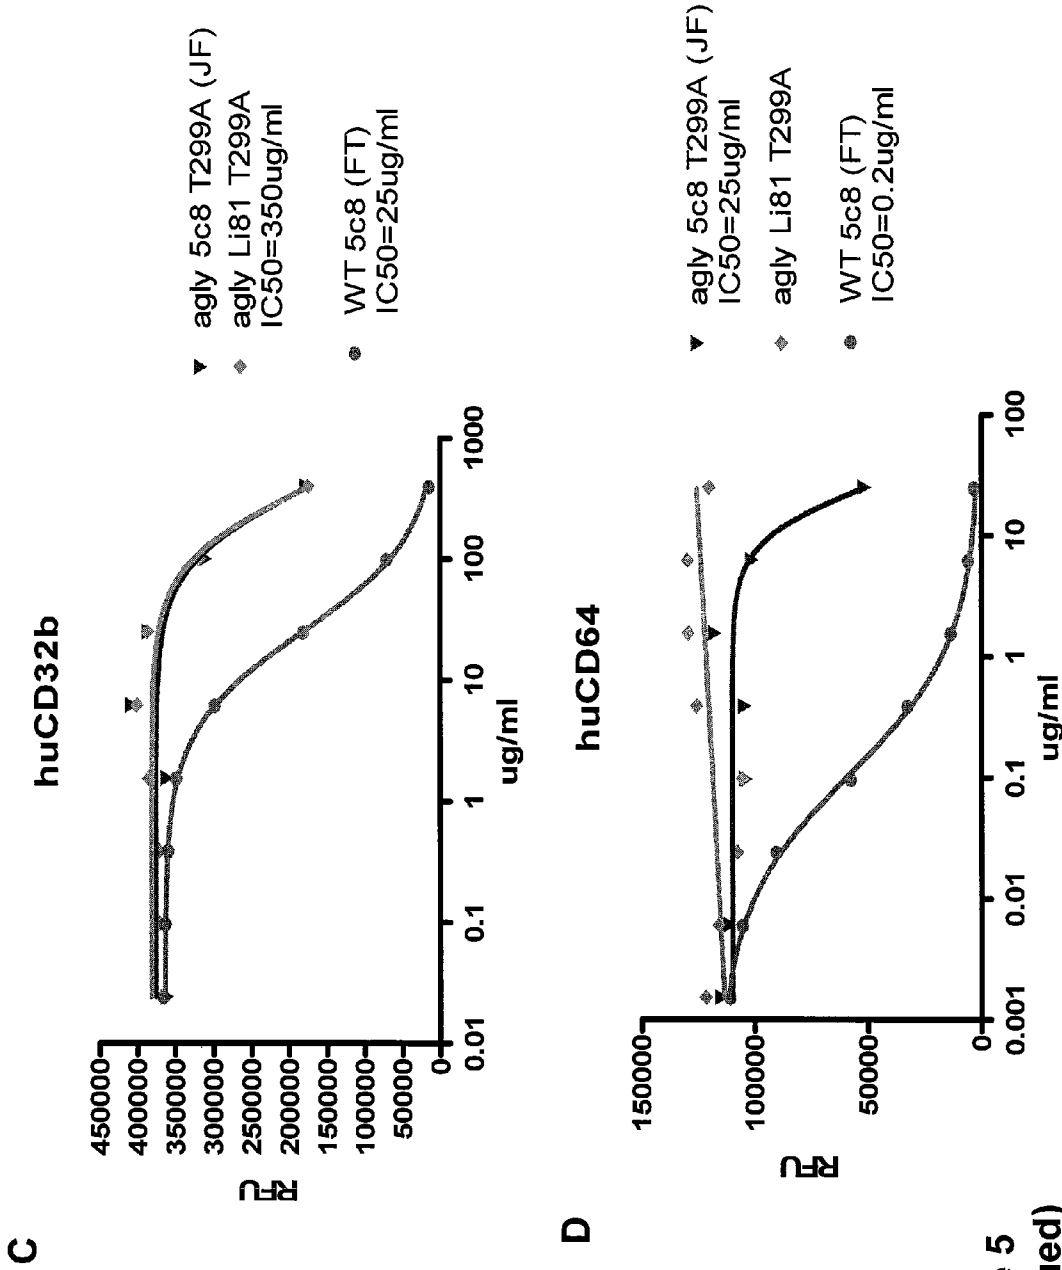 C
huCD32b
RFU
450000
400000
350000
300000
250000
200000
150000
100000
50000
0
0.01
0.1
1
10
100
1000
ug/ml
agly 5c8 T299A (JF)
agly Li81 T299A
IC50=350ug/ml
WT 5c8 (FT)
IC50=25ug/ml
D
huCD64
RFU
150000
100000
50000
0
0.001
0.01
0.1
1
10
100
ug/ml
agly 5c8 T299A (JF)
IC50=25ug/ml
agly Li81 T299A
WT 5c8 (FT)
IC50=0.2ug/ml
5